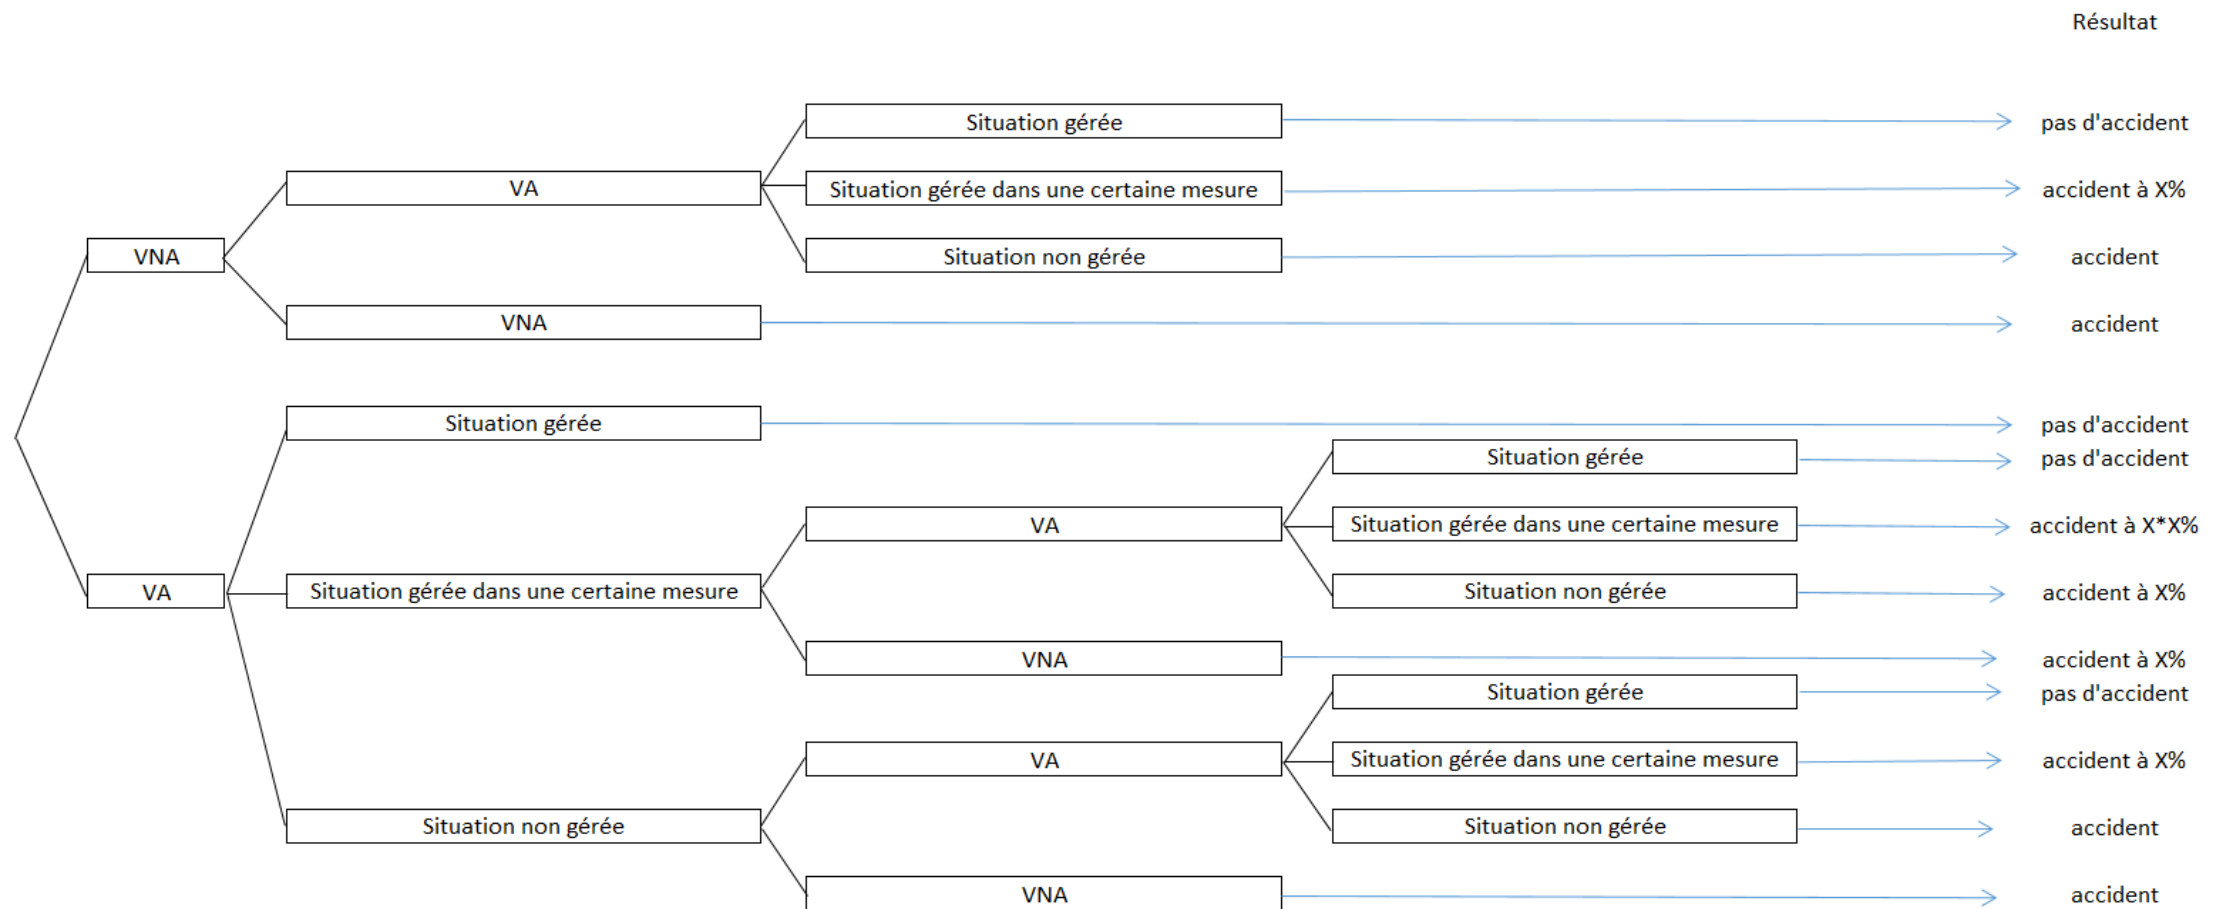 Résultat
Situation gérée
pas d'accident
VA
Situation gérée dans une certaine mesure
accident à X%
VNA
Situation non gérée
accident
VNA
accident
Situation gérée
pas d'accident
Situation gérée
pas d'accident
VA
Situation gérée dans une certaine mesure
accident à X*X%
VA
Situation gérée dans une certaine mesure
Situation non gérée
accident à X%
VNA
accident à X%
Situation gérée
pas d'accident
VA
Situation gérée dans une certaine mesure
accident à X%
Situation non gérée
Situation non gérée
accident
VNA
accident